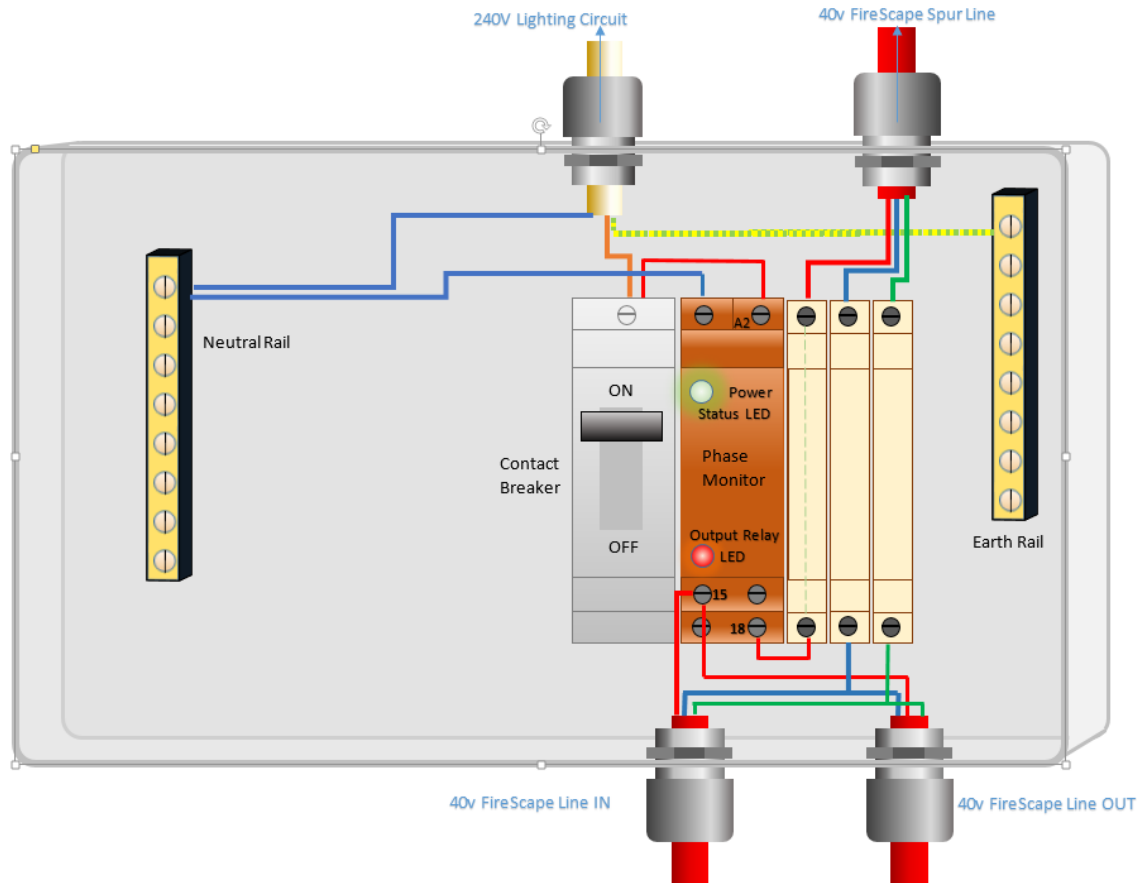 240V Lighting Circuit
40v FireScape Spur Line
A2
Neutral Rail
ON
Power
Status LED
Contact
Breaker
Phase
Monitor
OFF
Output Relay
LED
Earth Rail
15
18
40v FireScape Line IN
40v FireScape Line OUT